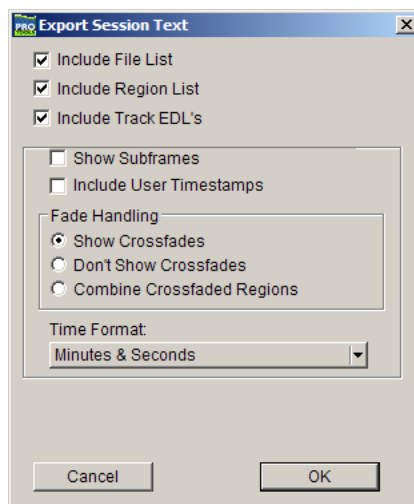 PRO TOOLS Export Session Text
Include File List
Include Region List
Include Track EDL's
Show Subframes
Include User Timestamps
Fade Handling
Show Crossfades
Don't Show Crossfades
Combine Crossfaded Regions
Time Format:
Minutes & Seconds
Cancel OK